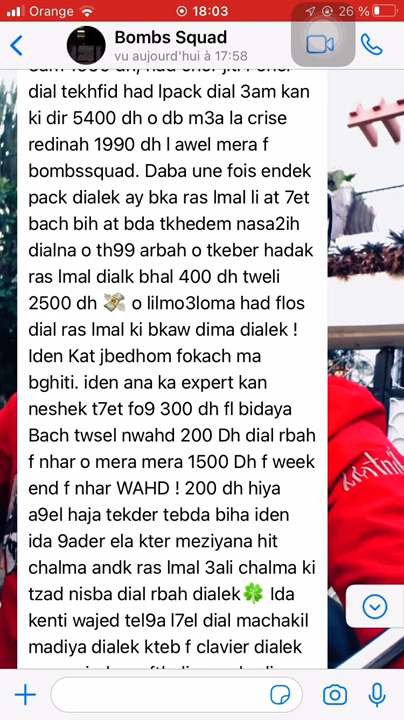 Orange
18:03
26 %
Bombs Squad
vu aujourd'hui à 17:58
dial tekhfid had lpack dial 3am kan
ki dir 5400 dh o db m3a la crise
redinah 1990 dh l awel mera f
bombssquad. Daba une fois endek
pack dialek ay bka ras lmal li at 7et
bach bih at bda tkhedem nasa2ih
dialna o th99 arbah o tkeber hadak
ras lmal dialk bhal 400 dh tweli
2500 dh 💸 o lilmo3loma had flos
dial ras lmal ki bkaw dima dialek !
Iden Kat jbedhom fokach ma
bghiti. iden ana ka expert kan
neshek t7et fo9 300 dh fl bidaya
Bach twsel nwahd 200 Dh dial rbah
f nhar o mera mera 1500 Dh f week
end f nhar WAHD ! 200 dh hiya
a9el haja tekder tebda biha iden
ida 9ader ela kter meziyana hit
chalma andk ras lmal 3ali chalma ki
tzad nisba dial rbah dialek🍀 Ida
kenti wajed tel9a l7el dial machakil
madiya dialek kteb f clavier dialek